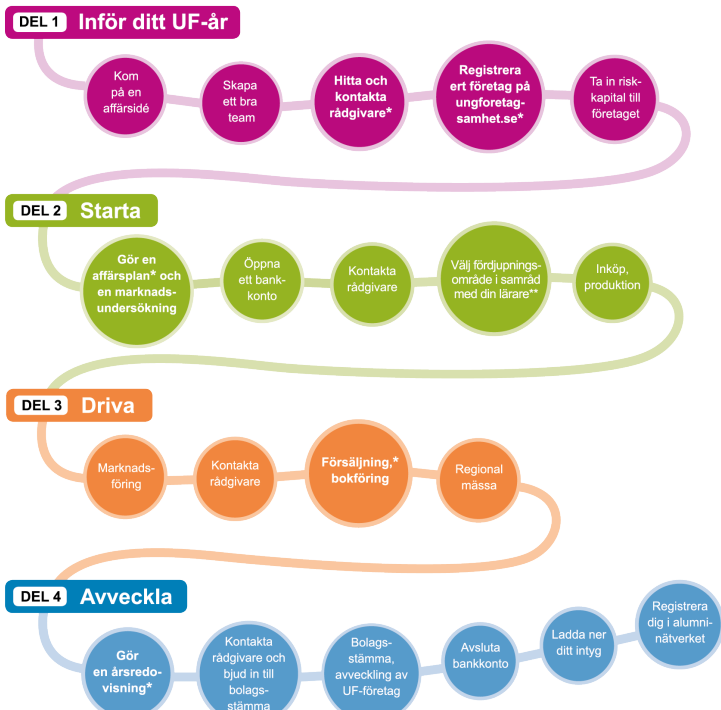 DEL 1 Inför ditt UF-år
Kom
på en
affärsidé
Skapa
ett bra
team
Hitta och
kontakta
rådgivare*
Registrera
ert företag på
ungforetag-
samhet.se*
Ta in risk-
kapital till
företaget
DEL 2 Starta
Gör en
affärsplan* och
en marknads-
undersökning
Öppna
ett bank-
konto
Kontakta
rådgivare
Välj fördjupnings-
område i samråd
med din lärare**
Inköp,
produktion
DEL 3 Driva
Marknads-
föring
Kontakta
rådgivare
Försäljning,*
bokföring
Regional
mässa
DEL 4 Avveckla
Gör
en årsredo-
visning*
Kontakta
rådgivare och
bjud in till
bolags-
stämma
Bolags-
stämma,
avveckling av
UF-företag
Avsluta
bankkonto
Ladda ner
ditt intyg
Registrera
dig i alumni-
nätverket